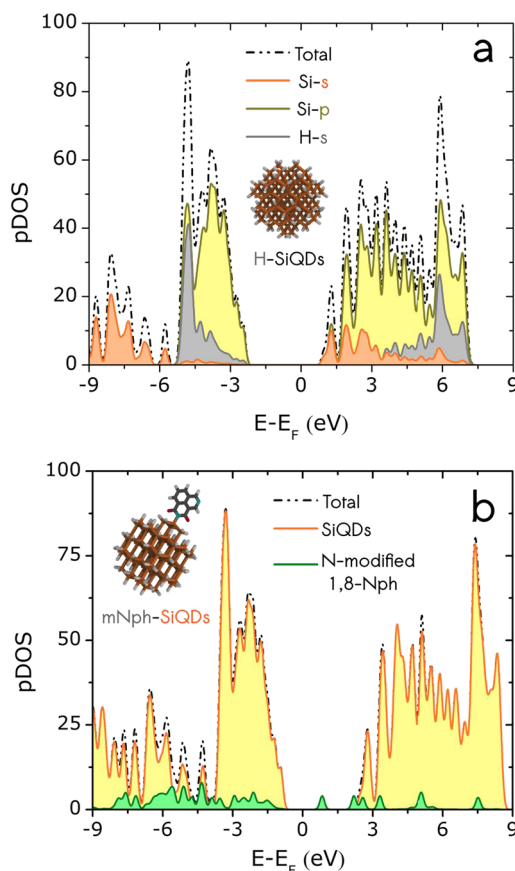 a
Total
Si-s
Si-p
H-s
H-SiQDs
pDOS
100
80
60
40
20
0
-9 -6 -3 0 3 6 9
E-E_F (eV)
b
Total
SiQDs
N-modified
1,8-Nph
mNph-SiQDs
pDOS
100
75
50
25
0
-9 -6 -3 0 3 6 9
E-E_F (eV)